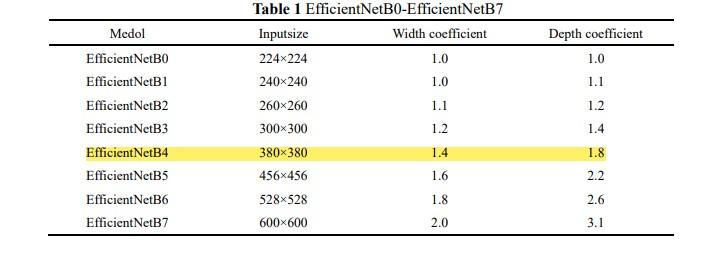 Table 1 EfficientNetB0-EfficientNetB7
Medol Inputsize Width coefficient Depth coefficient
EfficientNetB0 224×224 1.0 1.0
EfficientNetB1 240×240 1.0 1.1
EfficientNetB2 260×260 1.1 1.2
EfficientNetB3 300×300 1.2 1.4
EfficientNetB4 380×380 1.4 1.8
EfficientNetB5 456×456 1.6 2.2
EfficientNetB6 528×528 1.8 2.6
EfficientNetB7 600×600 2.0 3.1